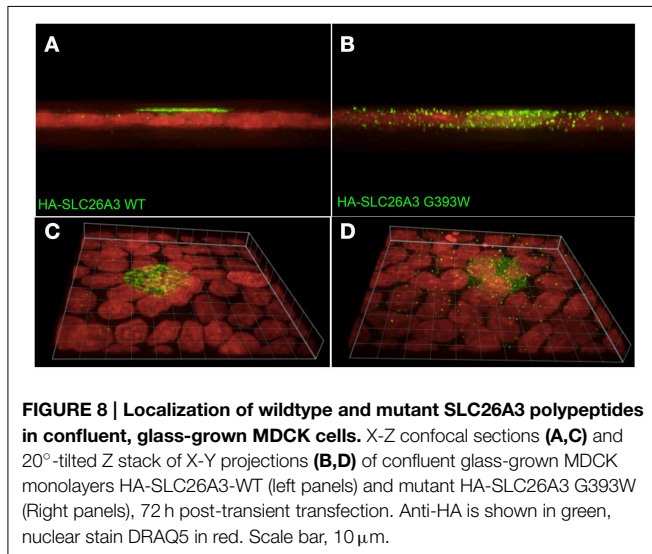 A
B
HA-SLC26A3 WT
HA-SLC26A3 G393W
C
D
FIGURE 8 | Localization of wildtype and mutant SLC26A3 polypeptides
in confluent, glass-grown MDCK cells. X-Z confocal sections (A,C) and
20°-tilted Z stack of X-Y projections (B,D) of confluent glass-grown MDCK
monolayers HA-SLC26A3-WT (left panels) and mutant HA-SLC26A3 G393W
(Right panels), 72 h post-transient transfection. Anti-HA is shown in green,
nuclear stain DRAQ5 in red. Scale bar, 10 μm.